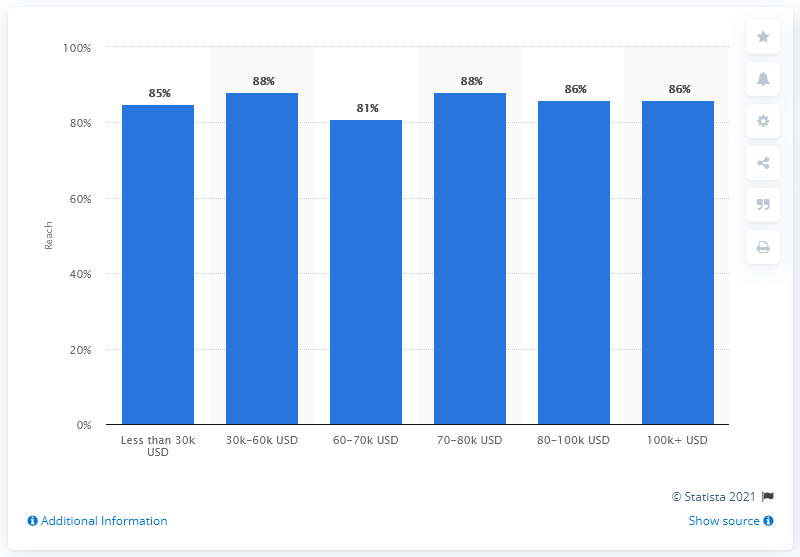 100%
80%
60%
40%
20%
0%
Reach
85%
88%
81%
88%
86%
86%
Less than 30k
USD
30k-60k USD
60-70k USD
70-80k USD
80-100k USD
100k+ USD
© Statista 2021
Additional Information
Show source